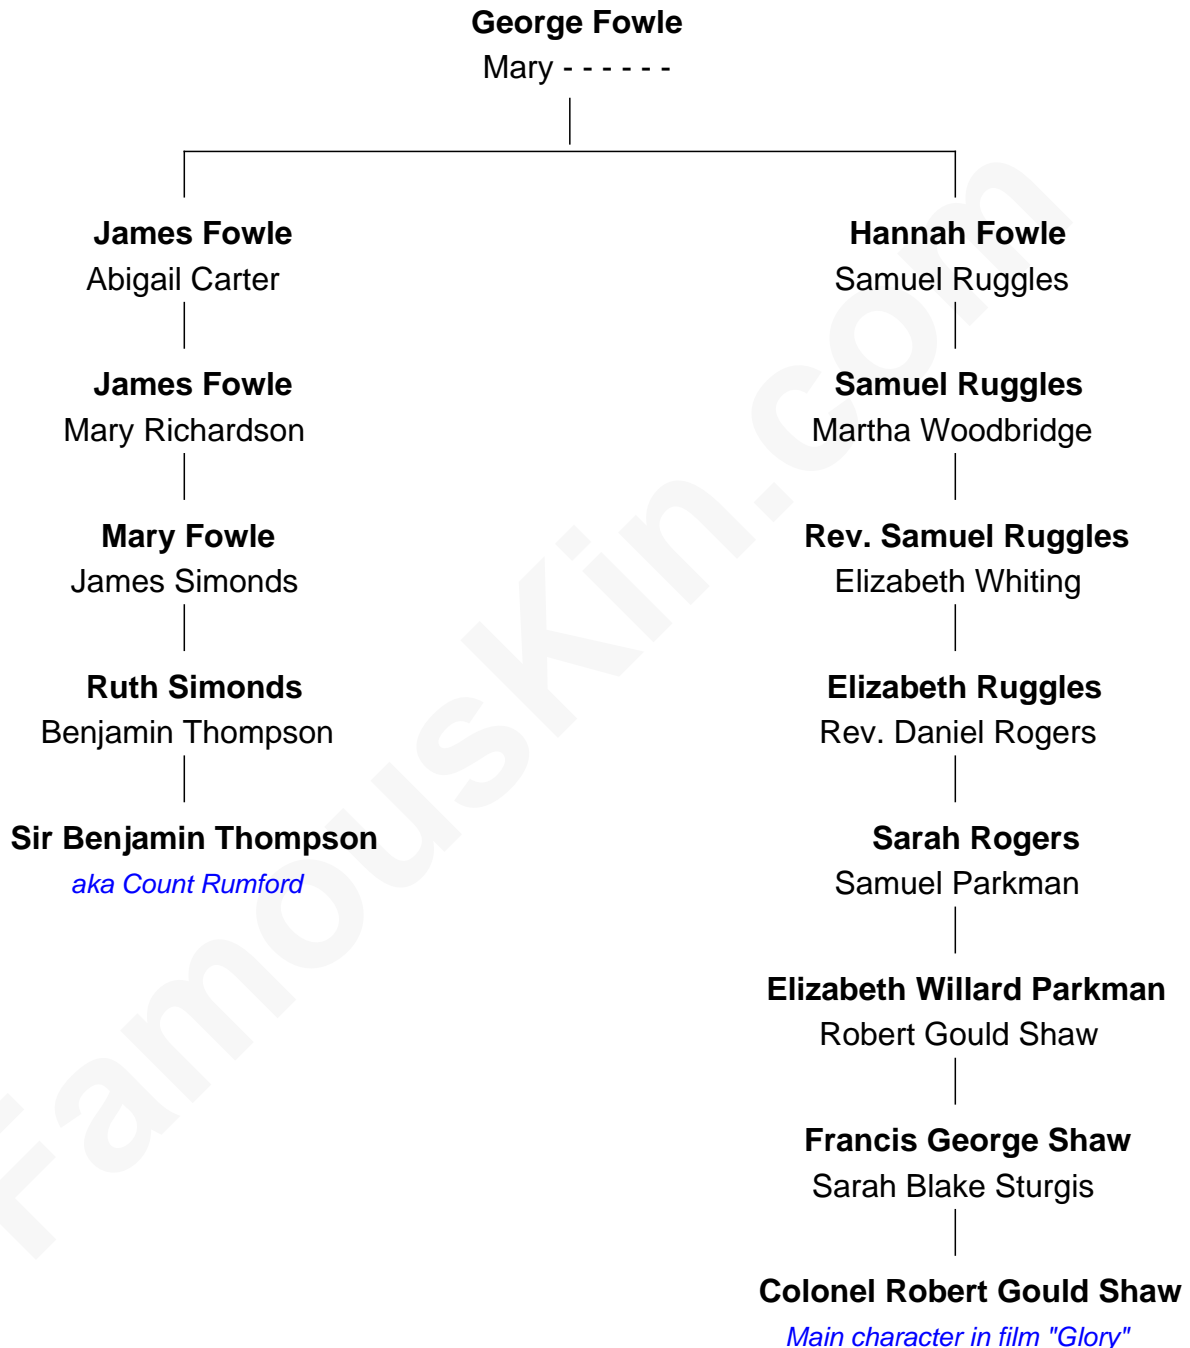 George Fowle
Mary - - - - - -
James Fowle
Abigail Carter
Hannah Fowle
Samuel Ruggles
James Fowle
Mary Richardson
Samuel Ruggles
Martha Woodbridge
Mary Fowle
James Simonds
Rev. Samuel Ruggles
Elizabeth Whiting
Ruth Simonds
Benjamin Thompson
Elizabeth Ruggles
Rev. Daniel Rogers
Sir Benjamin Thompson
aka Count Rumford
Sarah Rogers
Samuel Parkman
Elizabeth Willard Parkman
Robert Gould Shaw
Francis George Shaw
Sarah Blake Sturgis
Colonel Robert Gould Shaw
Main character in film "Glory"
FamousKin.com